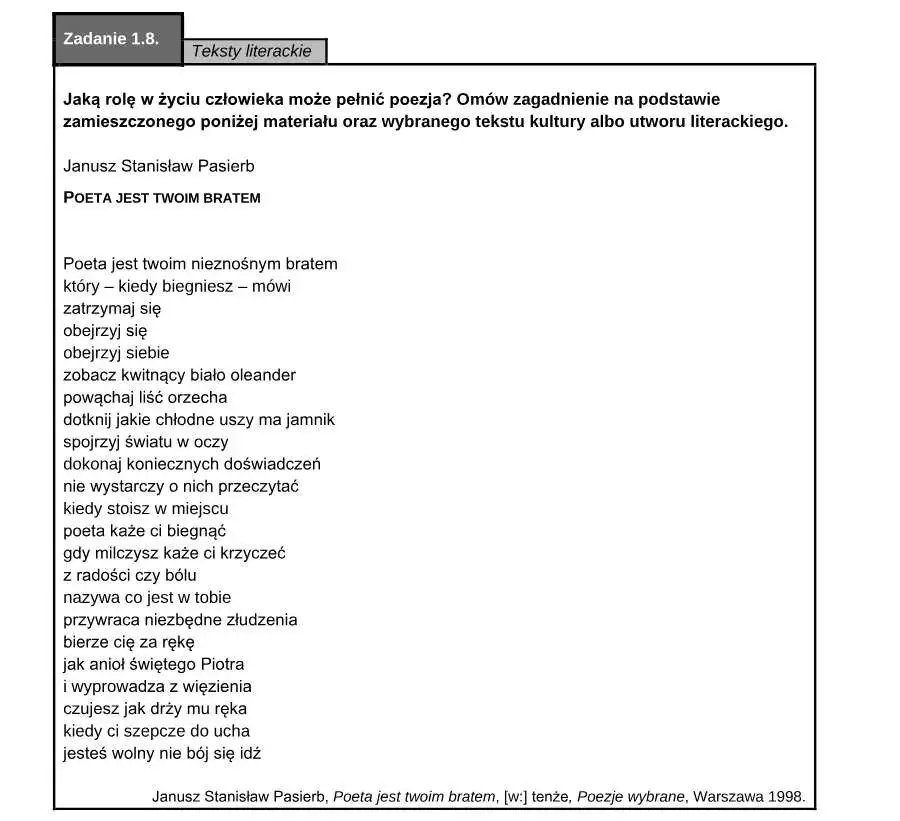 Zadanie 1.8.
Teksty literackie
Jaką rolę w życiu człowieka może pełnić poezja? Omów zagadnienie na podstawie
zamieszczonego poniżej materiału oraz wybranego tekstu kultury albo utworu literackiego.
Janusz Stanisław Pasierb
POETA JEST TWOIM BRATEM
Poeta jest twoim nieznośnym bratem
który – kiedy biegniesz – mówi
zatrzymaj się
obejrzyj się
obejrzyj siebie
zobacz kwitnący biało oleander
powąchaj liść orzecha
dotknij jakie chłodne uszy ma jamnik
spojrzyj światu w oczy
dokonaj koniecznych doświadczeń
nie wystarczy o nich przeczytać
kiedy stoisz w miejscu
poeta każe ci biegnąć
gdy milczysz każe ci krzyczeć
z radości czy bólu
nazywa co jest w tobie
przywraca niezbędne złudzenia
bierze cię za rękę
jak anioł świętego Piotra
i wyprowadza z więzienia
czujesz jak drży mu ręka
kiedy ci szepcze do ucha
jesteś wolny nie bój się idź
Janusz Stanisław Pasierb, Poeta jest twoim bratem, [w:] tenże, Poezje wybrane, Warszawa 1998.